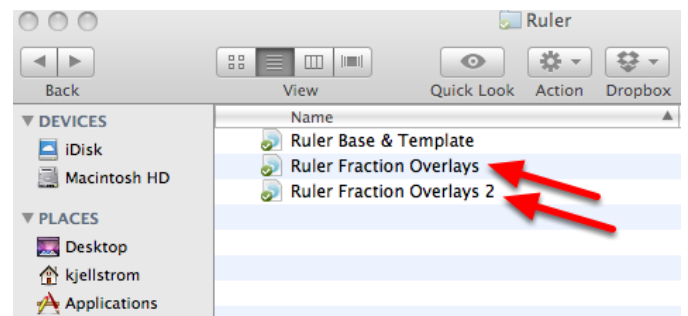 Ruler
Back View Quick Look Action Dropbox
Name
DEVICES
iDisk
Macintosh HD
PLACES
Desktop
kjellstrom
Applications
Ruler Base & Template
Ruler Fraction Overlays
Ruler Fraction Overlays 2